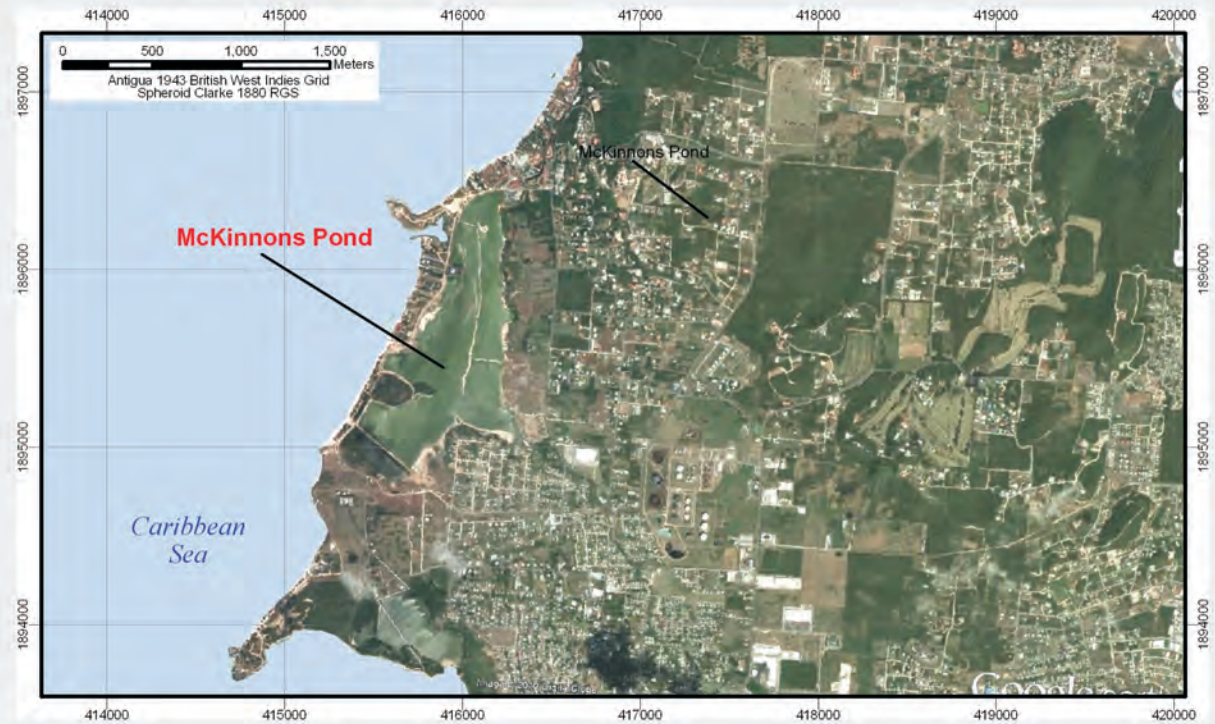 414000 415000 416000 417000 418000 419000 420000
0 500 1,000 1,500
Meters
Antigua 1943 British West Indies Grid
Spheroid Clarke 1880 RGS
1897000 1897000
McKinnons Pond
McKinnons Pond
1896000 1896000
1895000 1895000
Caribbean
Sea
1894000 1894000
Google
414000 415000 416000 417000 418000 419000 420000